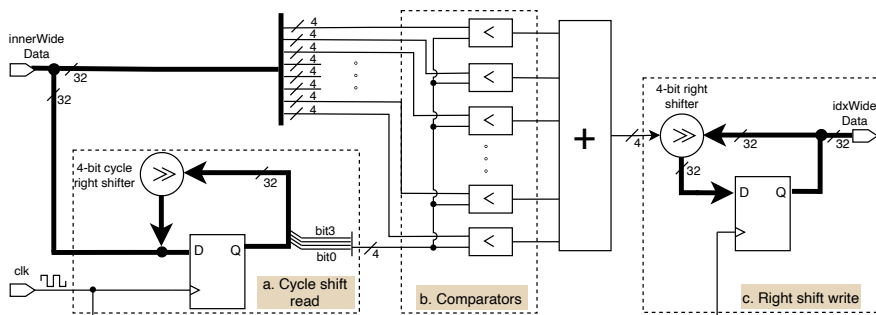 innerWide
Data
32
32
4
4
4
4
4
4
4
4
<
<
<
<
<
+
4
4-bit right
shifter
>>
idxWide
Data
32
32
32
D
Q
4-bit cycle
right shifter
>>
32
D
Q
bit3
bit0
4
clk
a. Cycle shift
read
b. Comparators
c. Right shift write